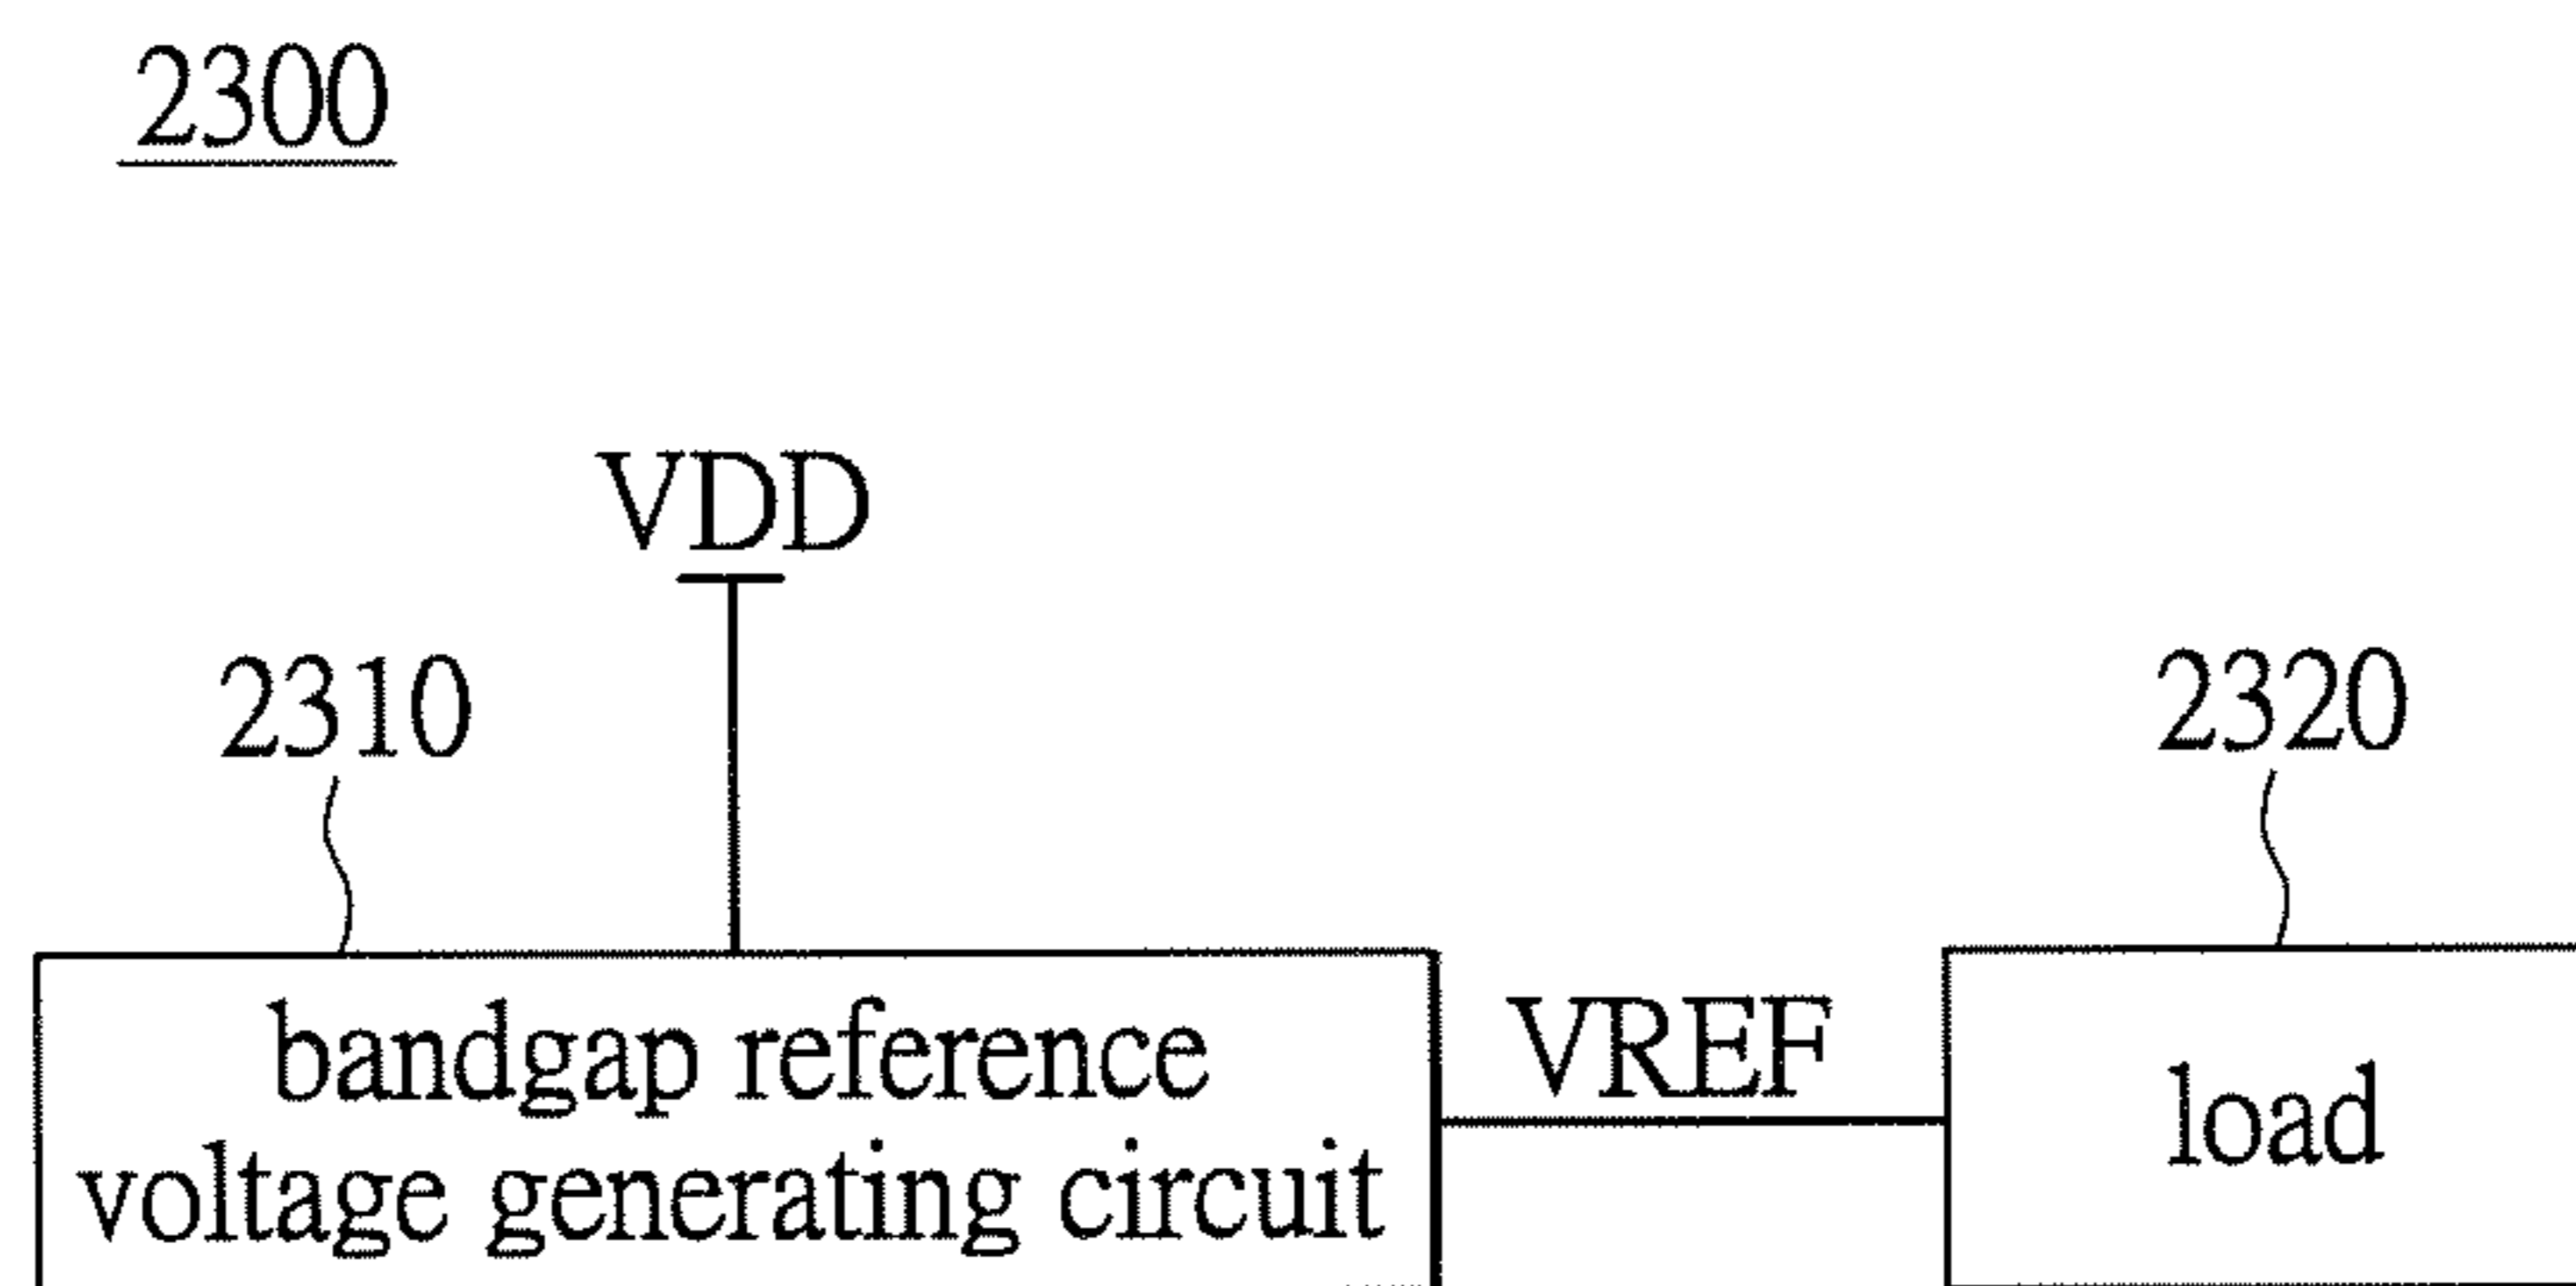 2300
VDD
2310
2320
bandgap reference
voltage generating circuit
VREF
load